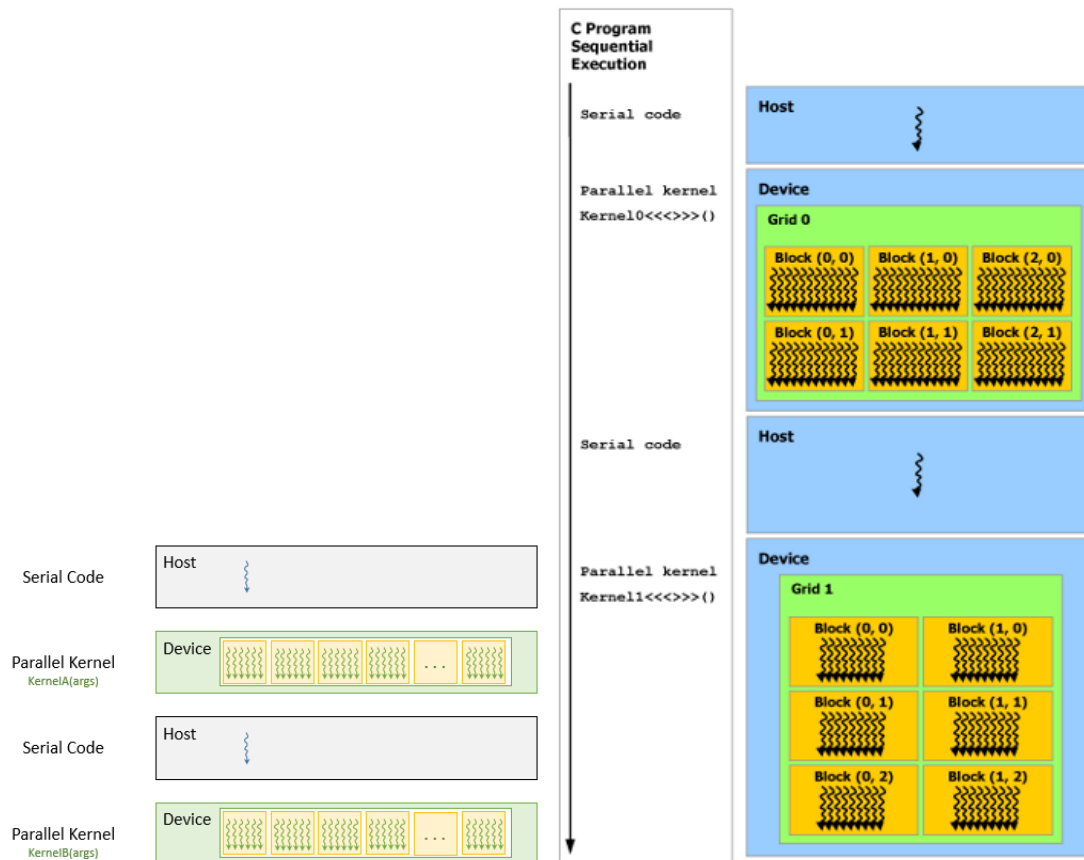 C Program
Sequential
Execution
Serial code
Parallel kernel
Kernel0<<<>>>()
Serial code
Parallel kernel
Kernel1<<<>>>()
Host
Device
Grid 0
Block (0, 0) Block (1, 0) Block (2, 0)
Block (0, 1) Block (1, 1) Block (2, 1)
Host
Device
Grid 1
Block (0, 0) Block (1, 0)
Block (0, 1) Block (1, 1)
Block (0, 2) Block (1, 2)
Serial Code
Host
Parallel Kernel
KernelA(args)
Device
...
Serial Code
Host
Parallel Kernel
KernelB(args)
Device
...